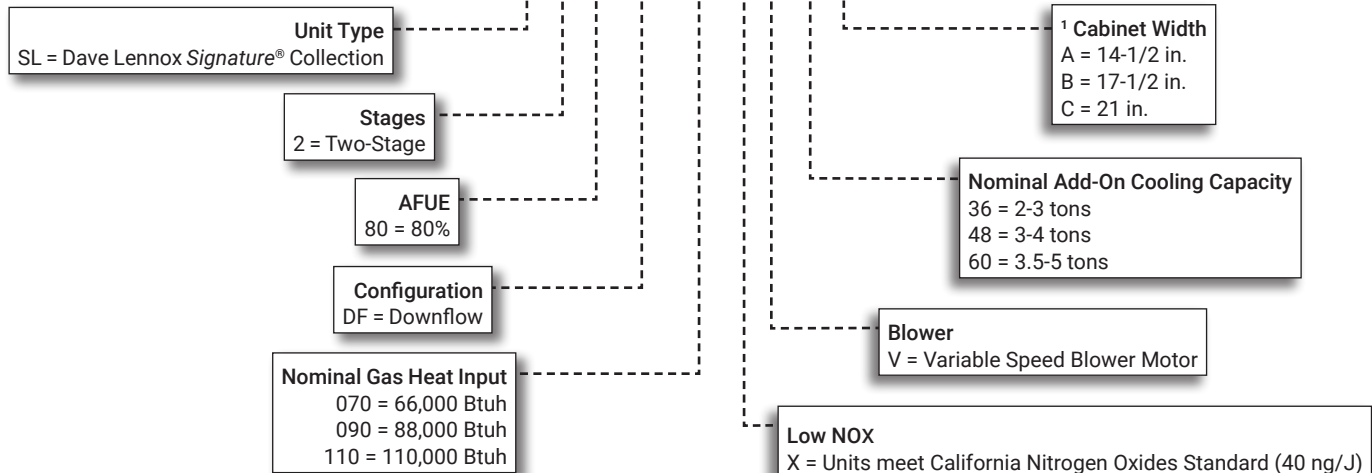 Unit Type
SL = Dave Lennox Signature® Collection
Stages
2 = Two-Stage
AFUE
80 = 80%
Configuration
DF = Downflow
Nominal Gas Heat Input
070 = 66,000 Btuh
090 = 88,000 Btuh
110 = 110,000 Btuh
¹ Cabinet Width
A = 14-1/2 in.
B = 17-1/2 in.
C = 21 in.
Nominal Add-On Cooling Capacity
36 = 2-3 tons
48 = 3-4 tons
60 = 3.5-5 tons
Blower
V = Variable Speed Blower Motor
Low NOx
X = Units meet California Nitrogen Oxides Standard (40 ng/J)